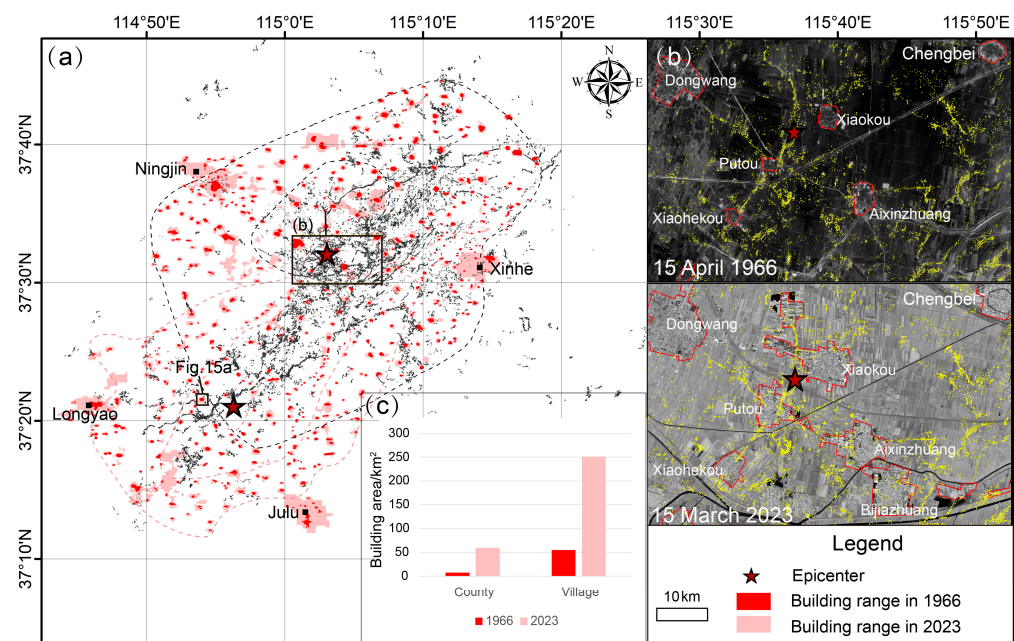 114°50'E
115°0'E
115°10'E
115°20'E
115°30'E
115°40'E
115°50'E
37°40'N
37°30'N
37°20'N
37°10'N
(a)
N
W
E
S
Ningjin
(b)
Xinhe
Fig.15a
Longyao
Julu
(c)
Building area/km²
300
250
200
150
100
50
0
County
Village
1966
2023
(b)
Chengbei
Dongwang
Xiaokou
Putou
Xiaohekou
Aixinzhuang
15 April 1966
Chengbei
Dongwang
Xiaokou
Putou
Aixinzhuang
Xiaohekou
Bijiazhuang
15 March 2023
Legend
10km
Epicenter
Building range in 1966
Building range in 2023